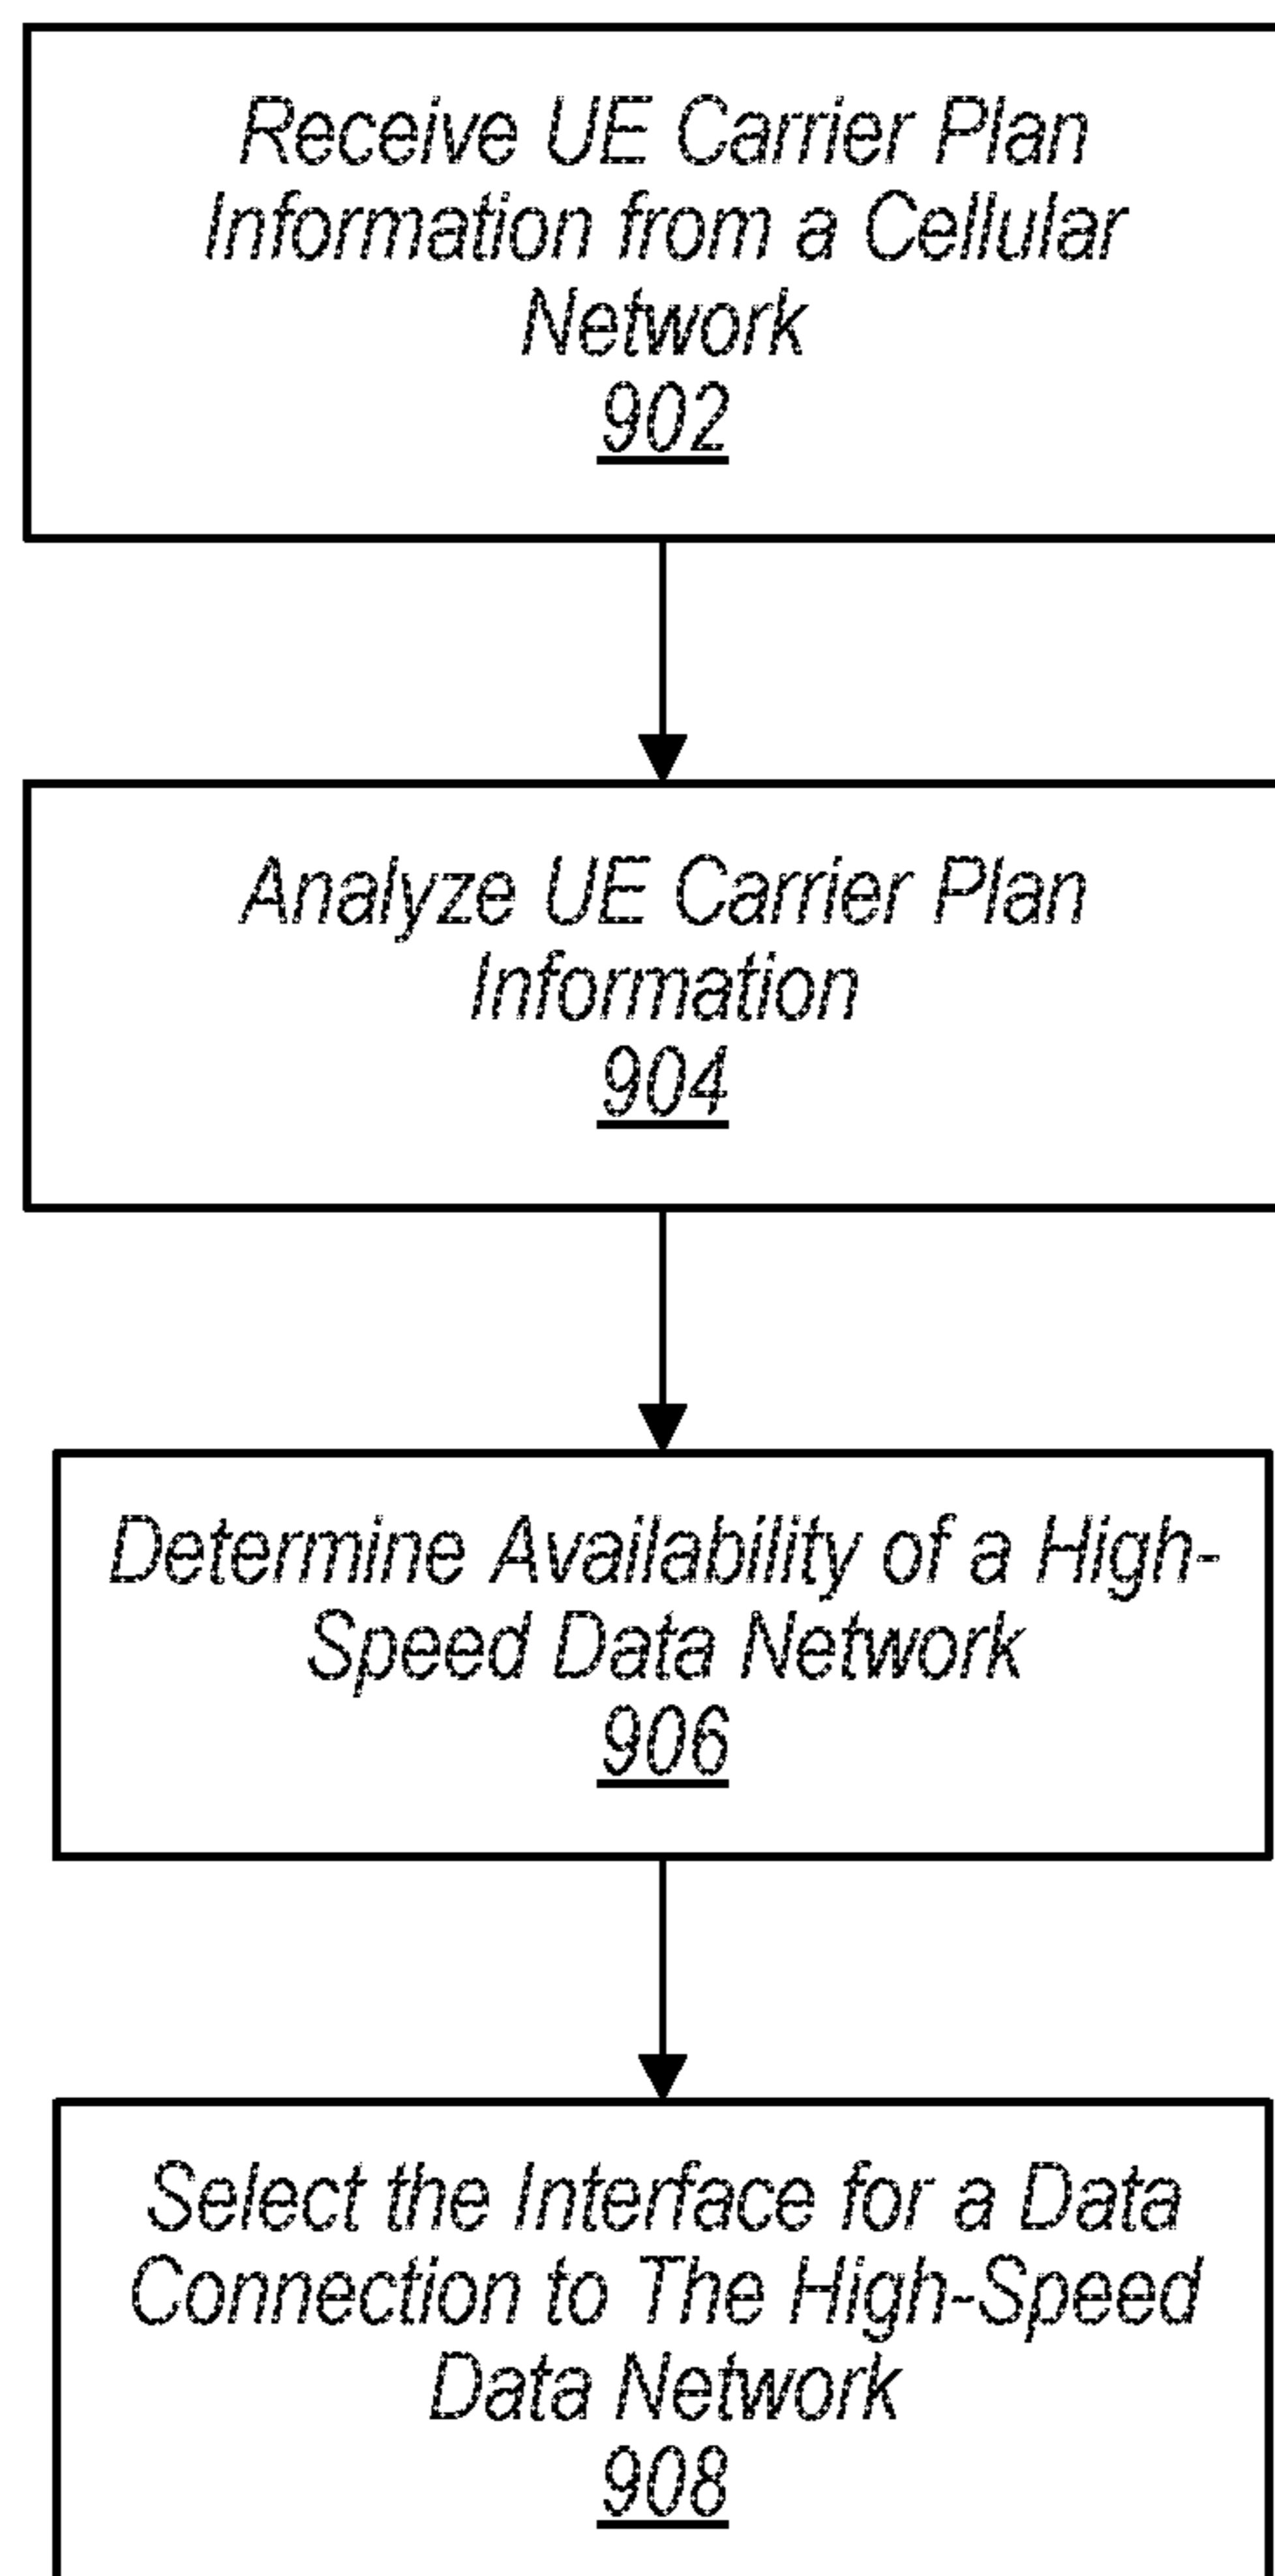 Receive UE Carrier Plan
Information from a Cellular
Network
902
Analyze UE Carrier Plan
Information
904
Determine Availability of a High-
Speed Data Network
906
Select the Interface for a Data
Connection to The High-Speed
Data Network
908